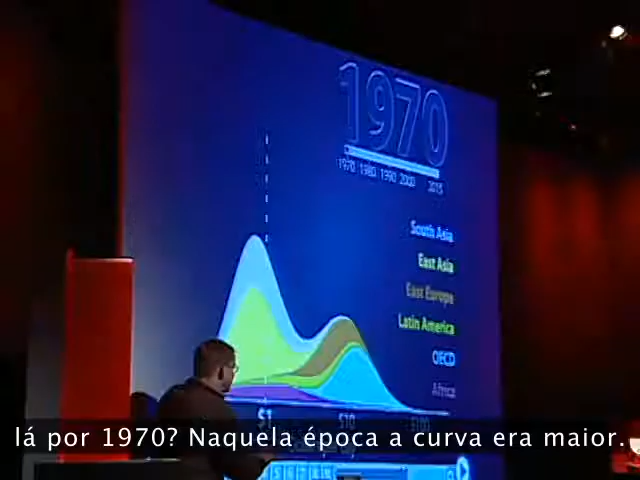 1970
1970 1980 1990 2000 2015
South Asia
East Asia
East Europe
Latin America
OECD
Africa
$1 $10 $100
lá por 1970? Naquela época a curva era maior.